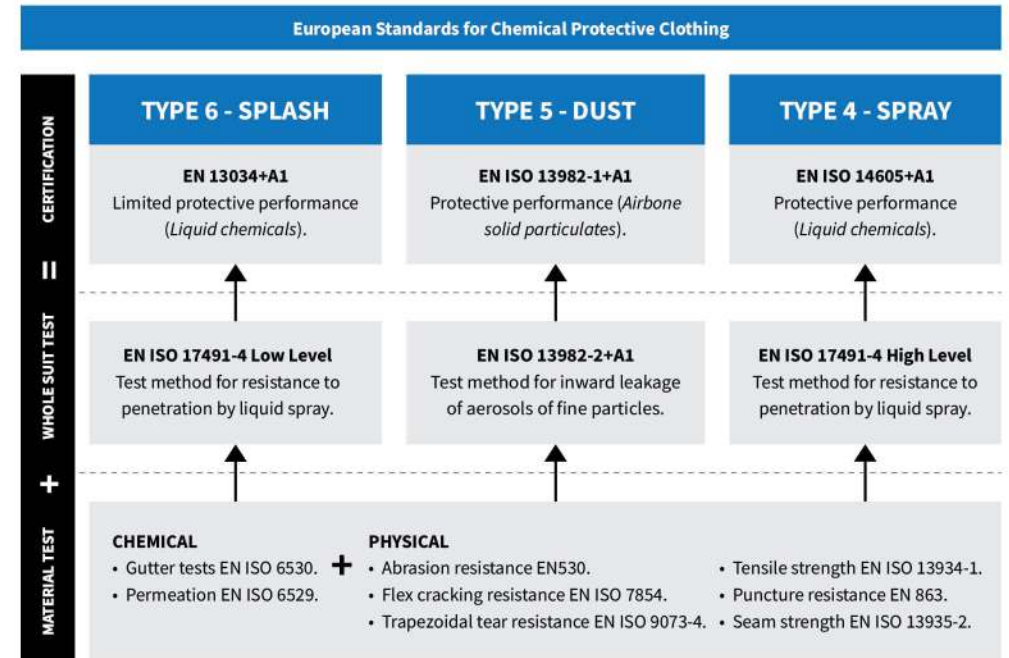 European Standards for Chemical Protective Clothing
CERTIFICATION
=
WHOLE SUIT TEST
+
MATERIAL TEST
TYPE 6 - SPLASH
EN 13034+A1
Limited protective performance
(Liquid chemicals).
TYPE 5 - DUST
EN ISO 13982-1+A1
Protective performance (Airbone
solid particulates).
TYPE 4 - SPRAY
EN ISO 14605+A1
Protective performance
(Liquid chemicals).
EN ISO 17491-4 Low Level
Test method for resistance to
penetration by liquid spray.
EN ISO 13982-2+A1
Test method for inward leakage
of aerosols of fine particles.
EN ISO 17491-4 High Level
Test method for resistance to
penetration by liquid spray.
CHEMICAL
• Gutter tests EN ISO 6530.
• Permeation EN ISO 6529.
+
PHYSICAL
• Abrasion resistance EN530.
• Flex cracking resistance EN ISO 7854.
• Trapezoidal tear resistance EN ISO 9073-4.
• Tensile strength EN ISO 13934-1.
• Puncture resistance EN 863.
• Seam strength EN ISO 13935-2.